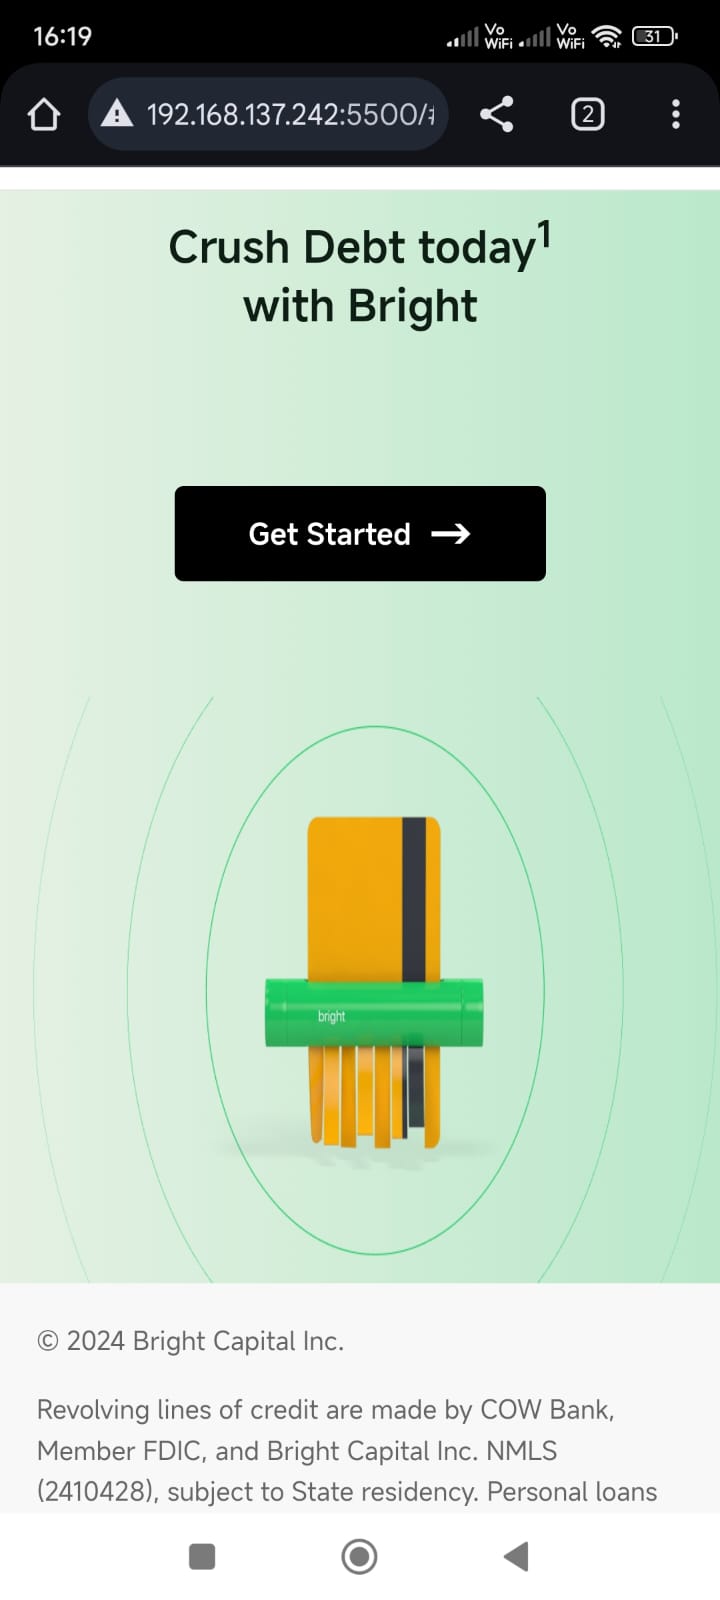 16:19
Vo WiFi
Vo WiFi
31
192.168.137.242:5500/#
2
Crush Debt today1
with Bright
Get Started →
bright
© 2024 Bright Capital Inc.
Revolving lines of credit are made by COW Bank,
Member FDIC, and Bright Capital Inc. NMLS
(2410428), subject to State residency. Personal loans